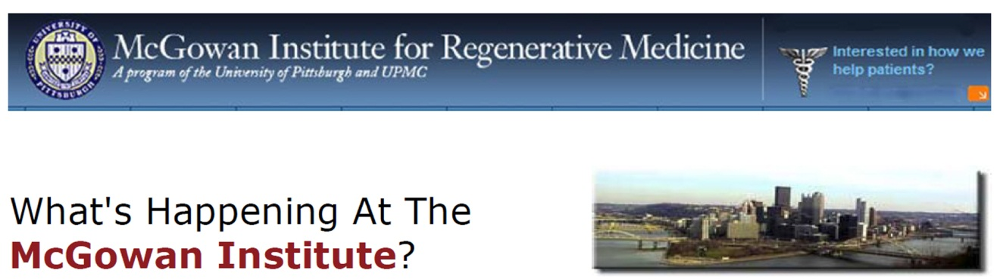 UNIVERSITY OF
PITTSBURGH
McGowan Institute for Regenerative Medicine
A program of the University of Pittsburgh and UPMC
Interested in how we
help patients?
What's Happening At The
McGowan Institute?